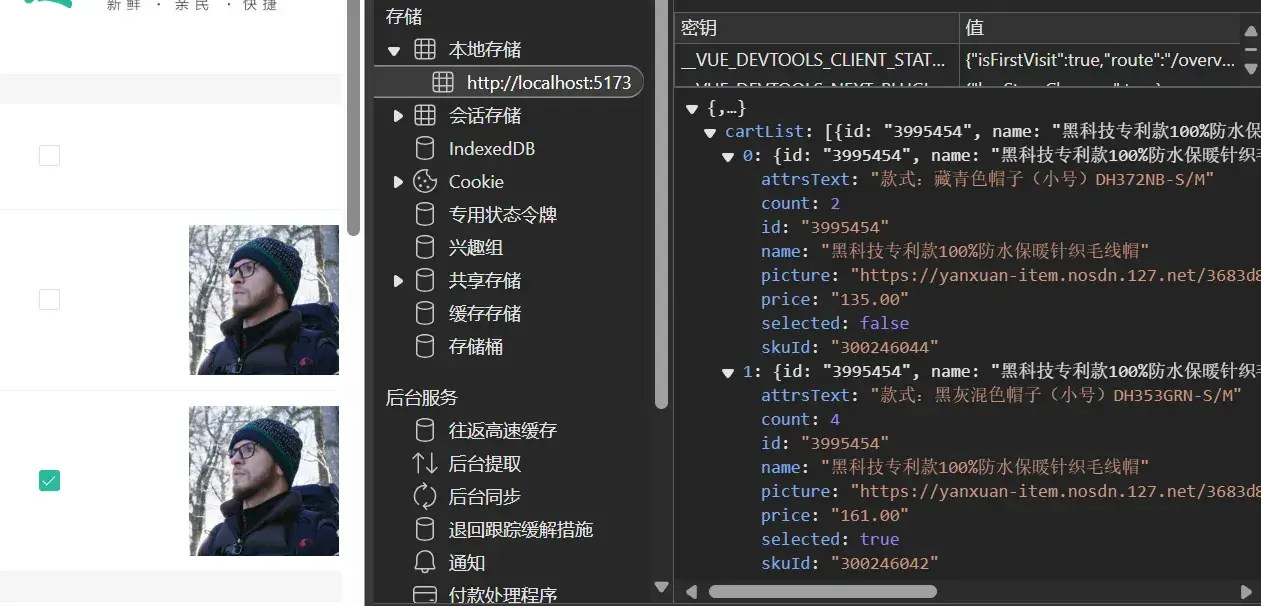 新鲜 · 亲民 · 快捷
存储
本地存储
http://localhost:5173
会话存储
IndexedDB
Cookie
专用状态令牌
兴趣组
共享存储
缓存存储
存储桶
后台服务
往返高速缓存
后台提取
后台同步
退回跟踪缓解措施
通知
付款处理程序
密钥 值
__VUE_DEVTOOLS_CLIENT_STAT... {"isFirstVisit":true,"route":"/overv...
{,…}
cartList: [{id: "3995454", name: "黑科技专利款100%防水保
0: {id: "3995454", name: "黑科技专利款100%防水保暖针织
attrsText: "款式: 藏青色帽子（小号）DH372NB-S/M"
count: 2
id: "3995454"
name: "黑科技专利款100%防水保暖针织毛线帽"
picture: "https://yanxuan-item.nosdn.127.net/3683d8
price: "135.00"
selected: false
skuId: "300246044"
1: {id: "3995454", name: "黑科技专利款100%防水保暖针织
attrsText: "款式: 黑灰混色帽子（小号）DH353GRN-S/M"
count: 4
id: "3995454"
name: "黑科技专利款100%防水保暖针织毛线帽"
picture: "https://yanxuan-item.nosdn.127.net/3683d8
price: "161.00"
selected: true
skuId: "300246042"